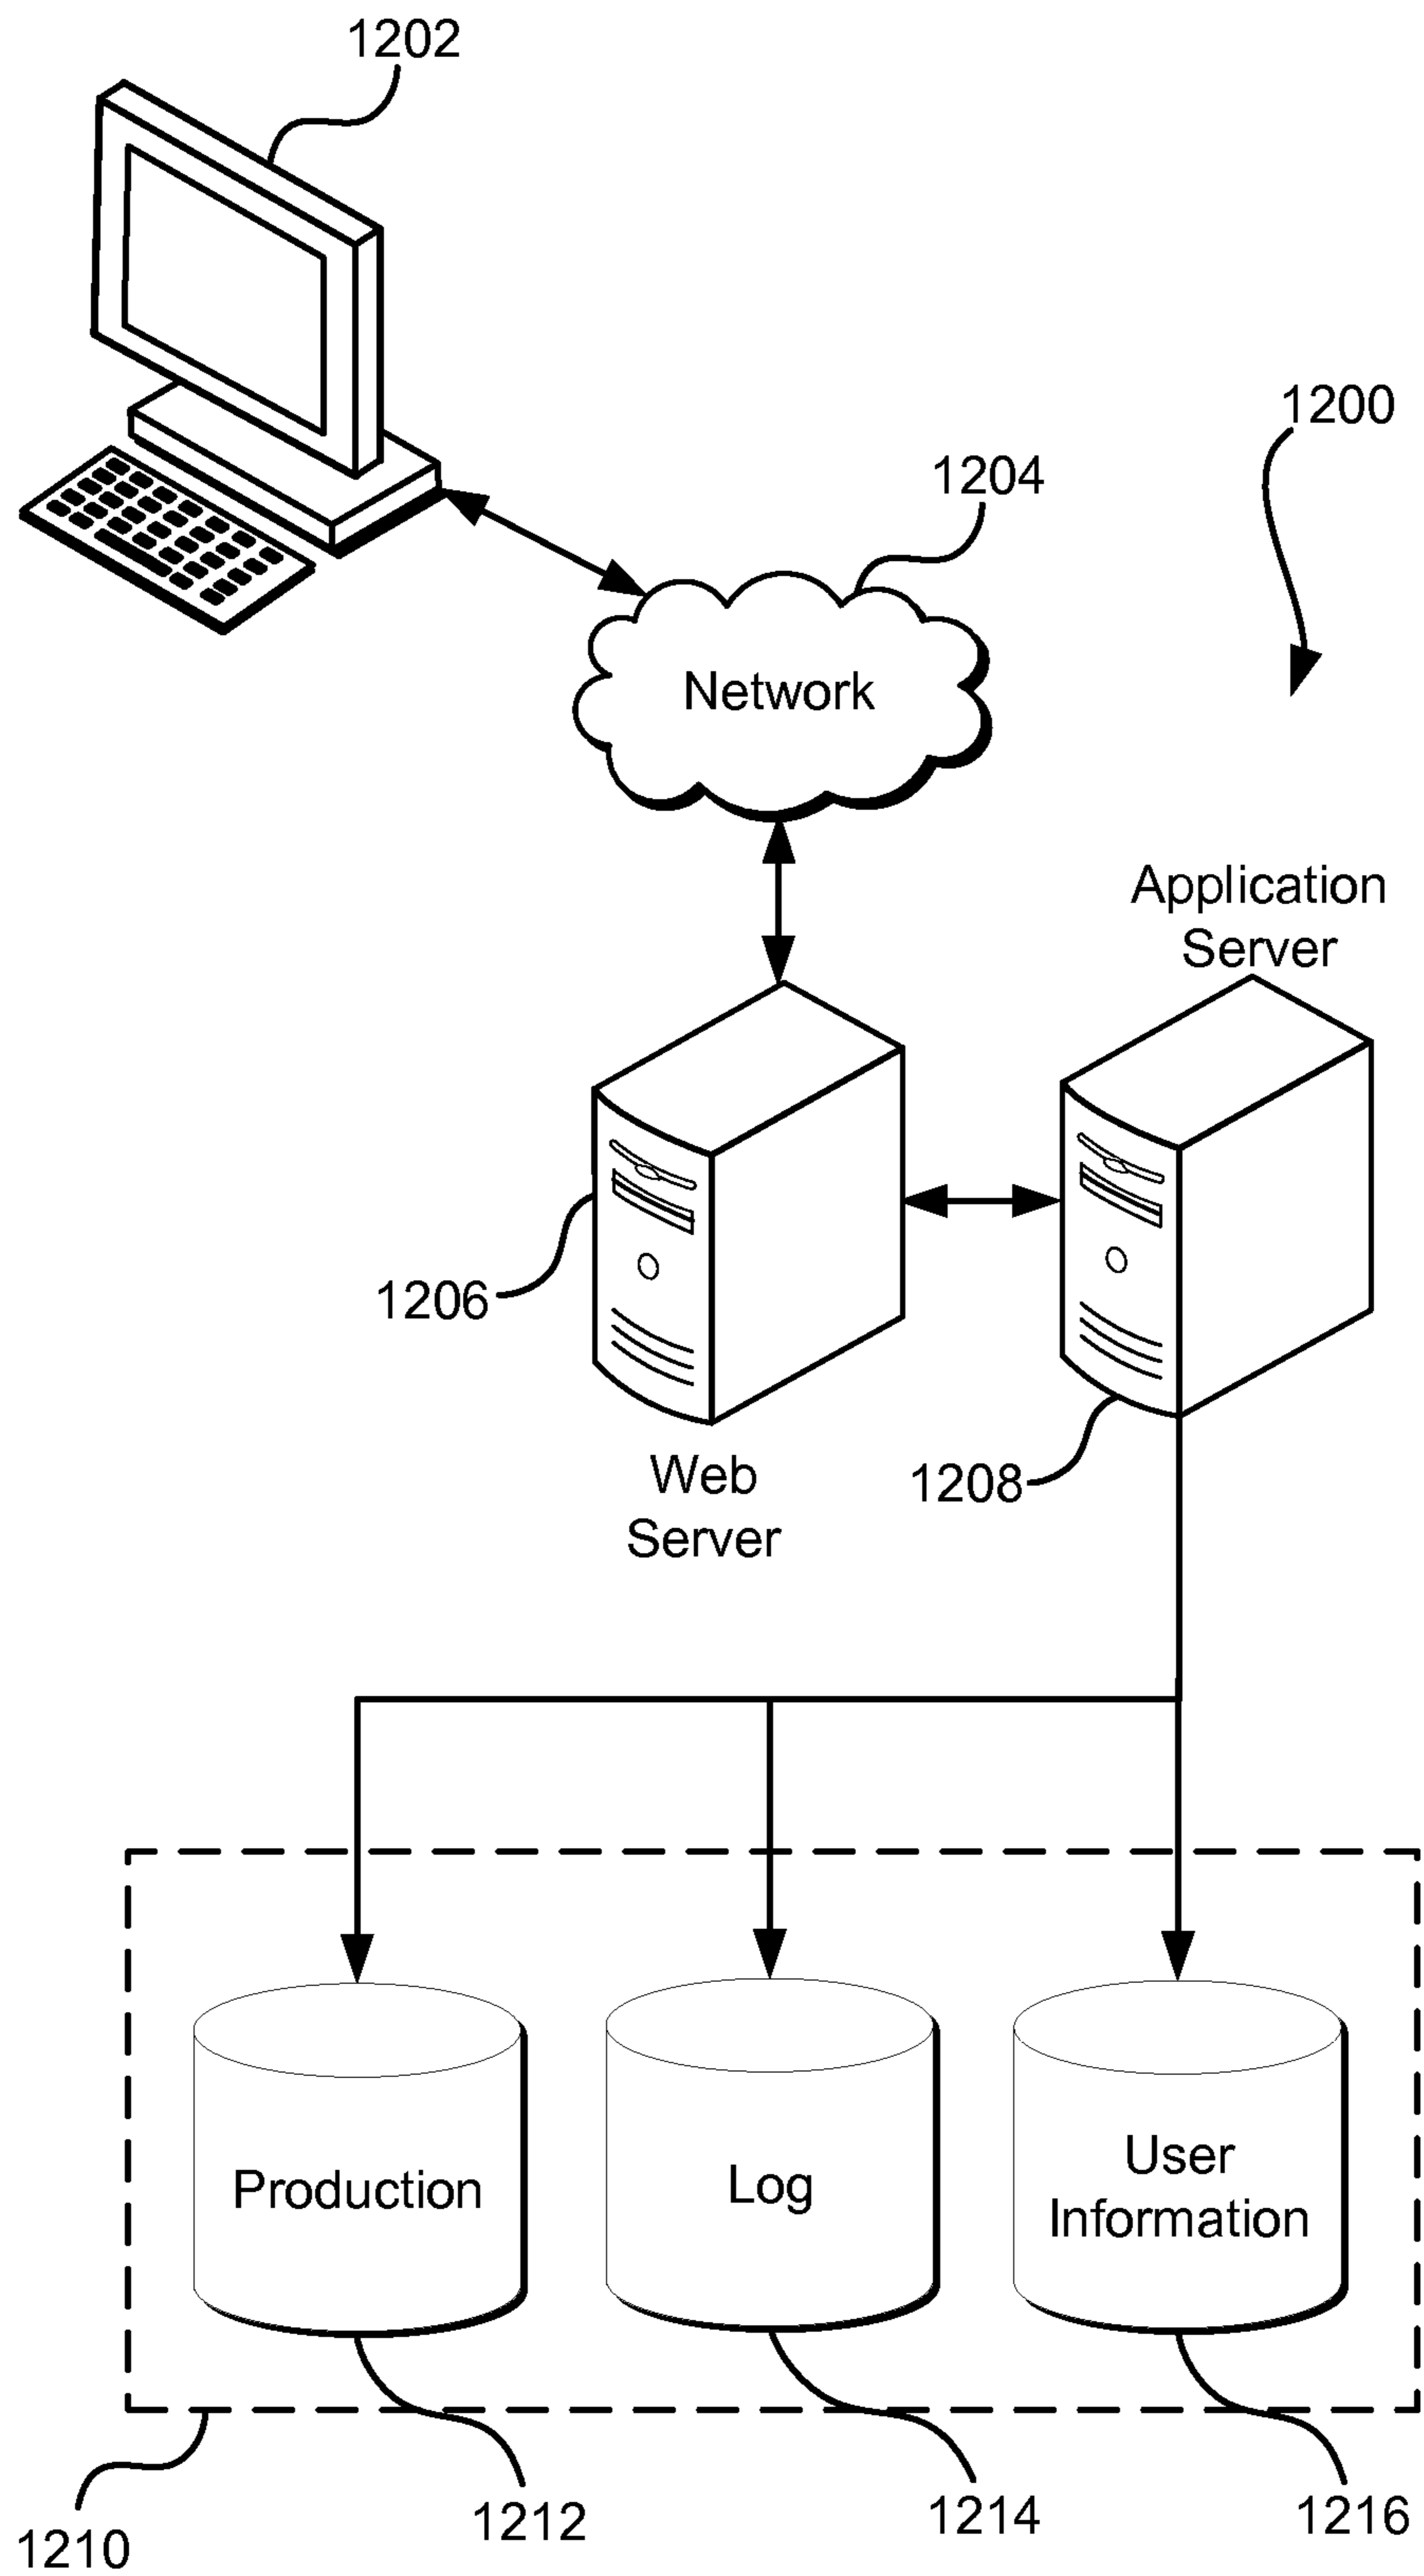 1202
1200
1204
Network
Application
Server
1206
1208
Web
Server
Production
Log
User
Information
1210
1212
1214
1216